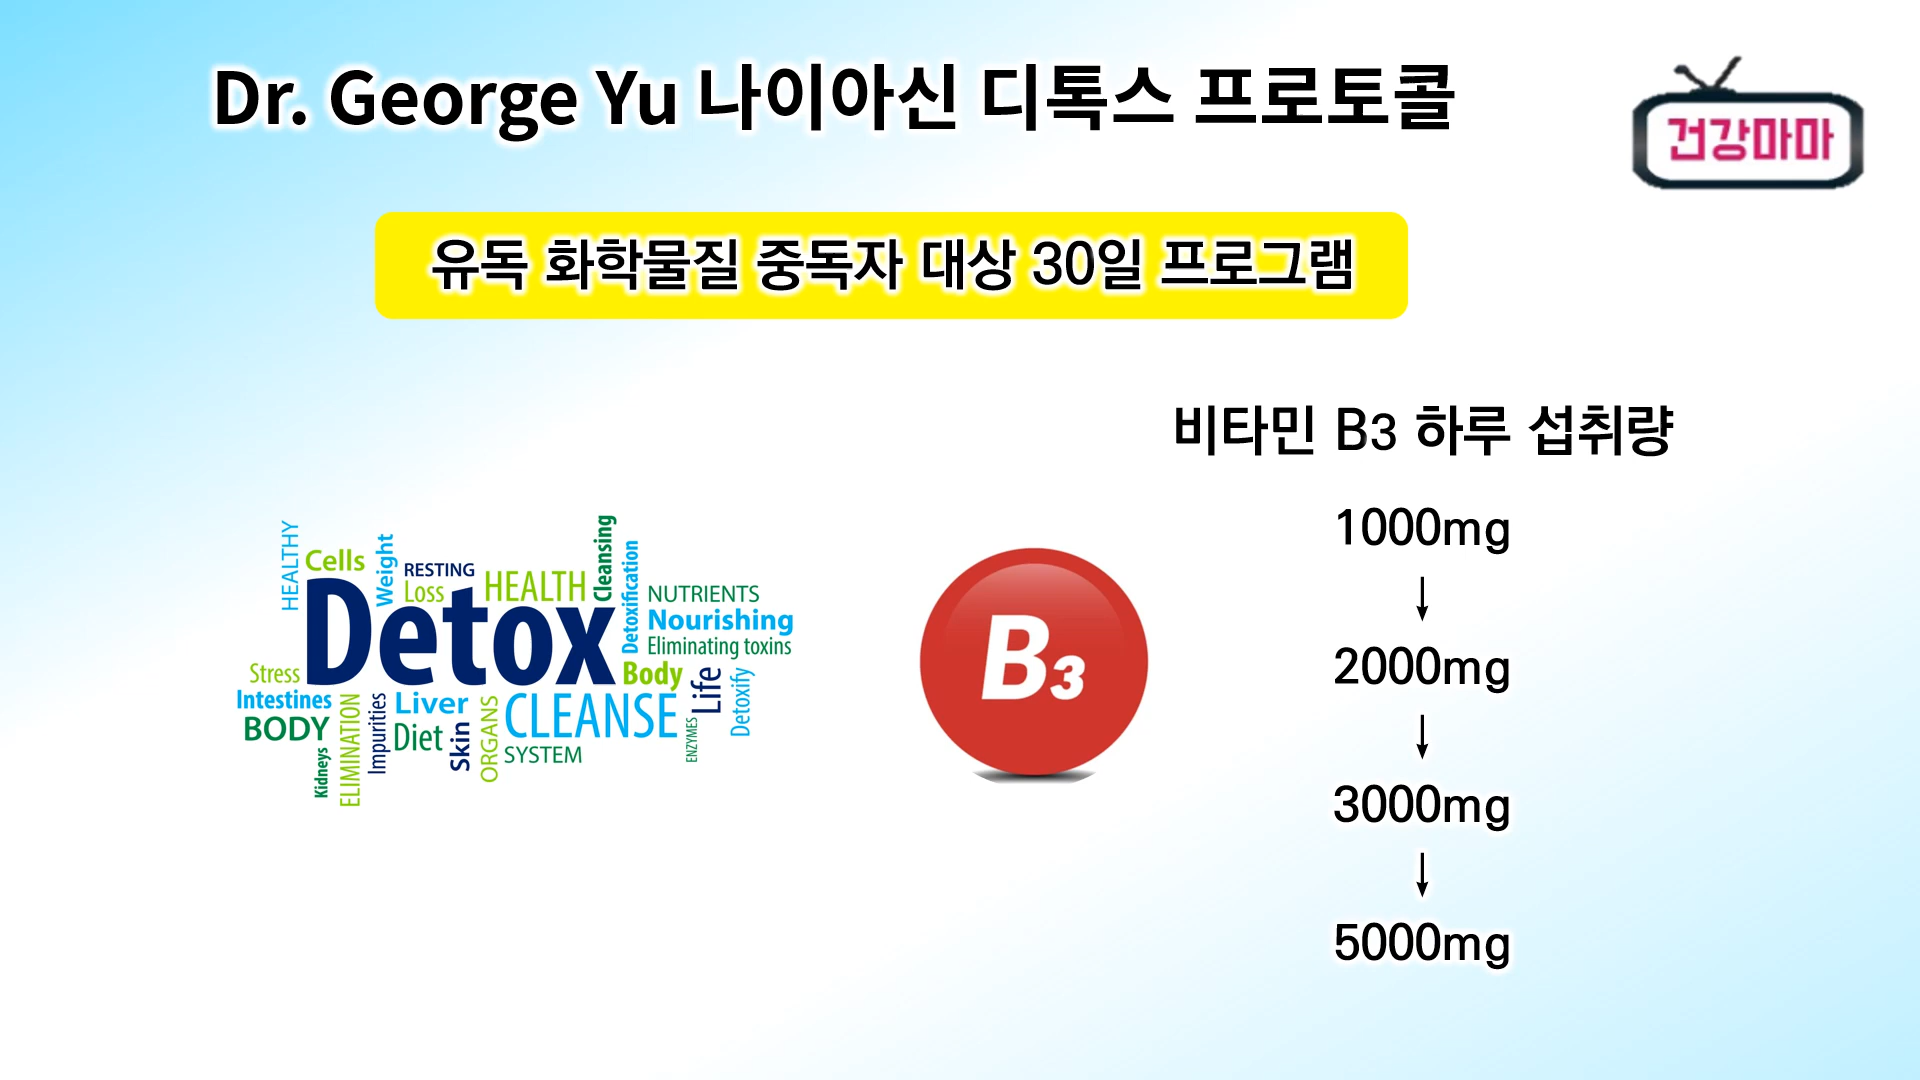 Dr. George Yu 나이아신 디톡스 프로토콜
건강마마
유독 화학물질 중독자 대상 30일 프로그램
비타민 B3 하루 섭취량
1000mg
2000mg
3000mg
5000mg
B3
HEALTHY
Cells
Weight
RESTING
Loss
HEALTH
Cleansing
Detoxification
NUTRIENTS
Nourishing
Eliminating toxins
Detox
Stress
Intestines
BODY
Kidneys
ELIMINATION
Impurities
Liver
Diet
Skin
ORGANS
CLEANSE
SYSTEM
Body
ENZYMES
Life
Detoxify